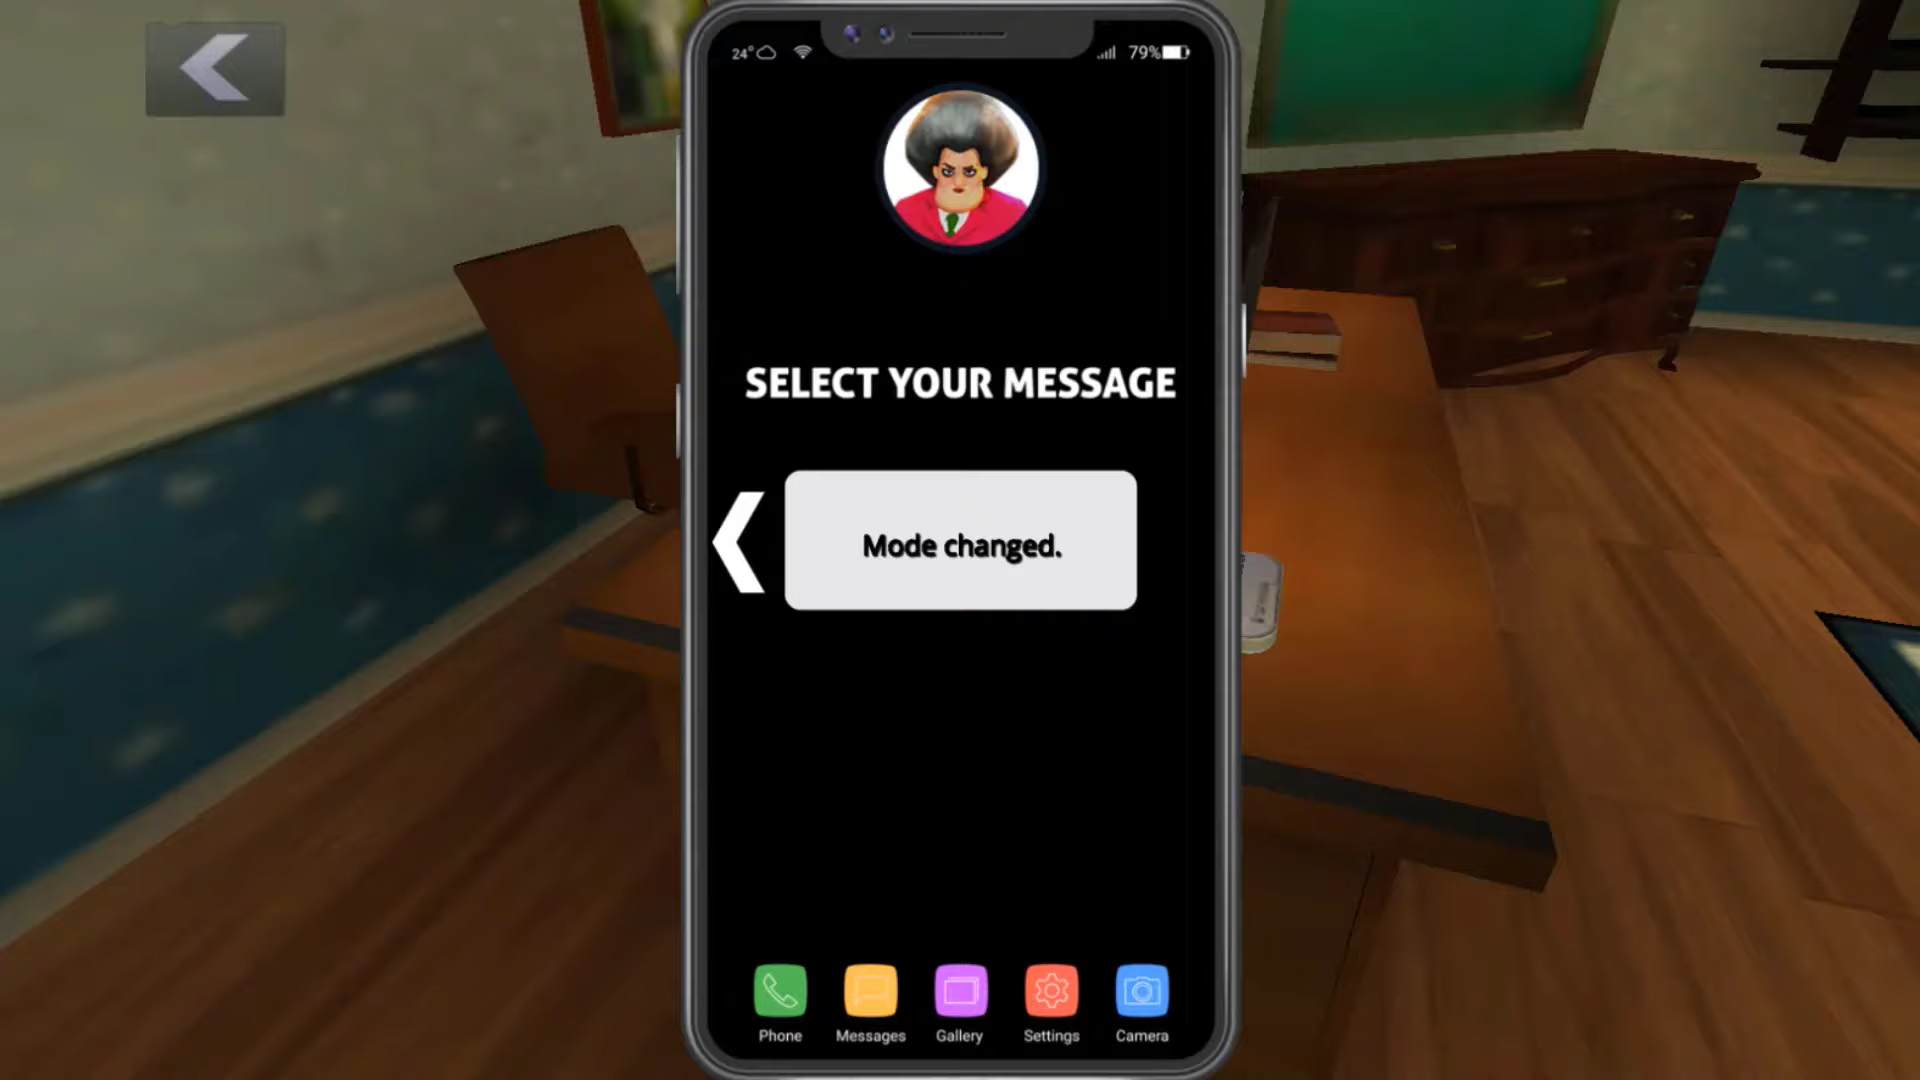 24°
79%
SELECT YOUR MESSAGE
Mode changed.
Phone Messages Gallery Settings Camera